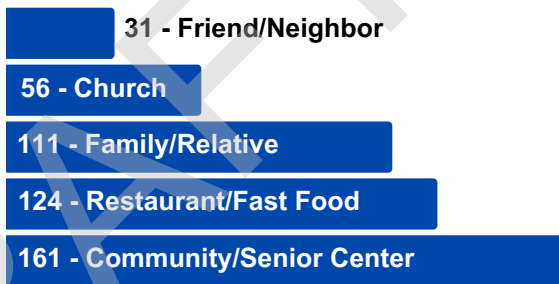 31 - Friend/Neighbor
56 - Church
111 - Family/Relative
124 - Restaurant/Fast Food
161 - Community/Senior Center